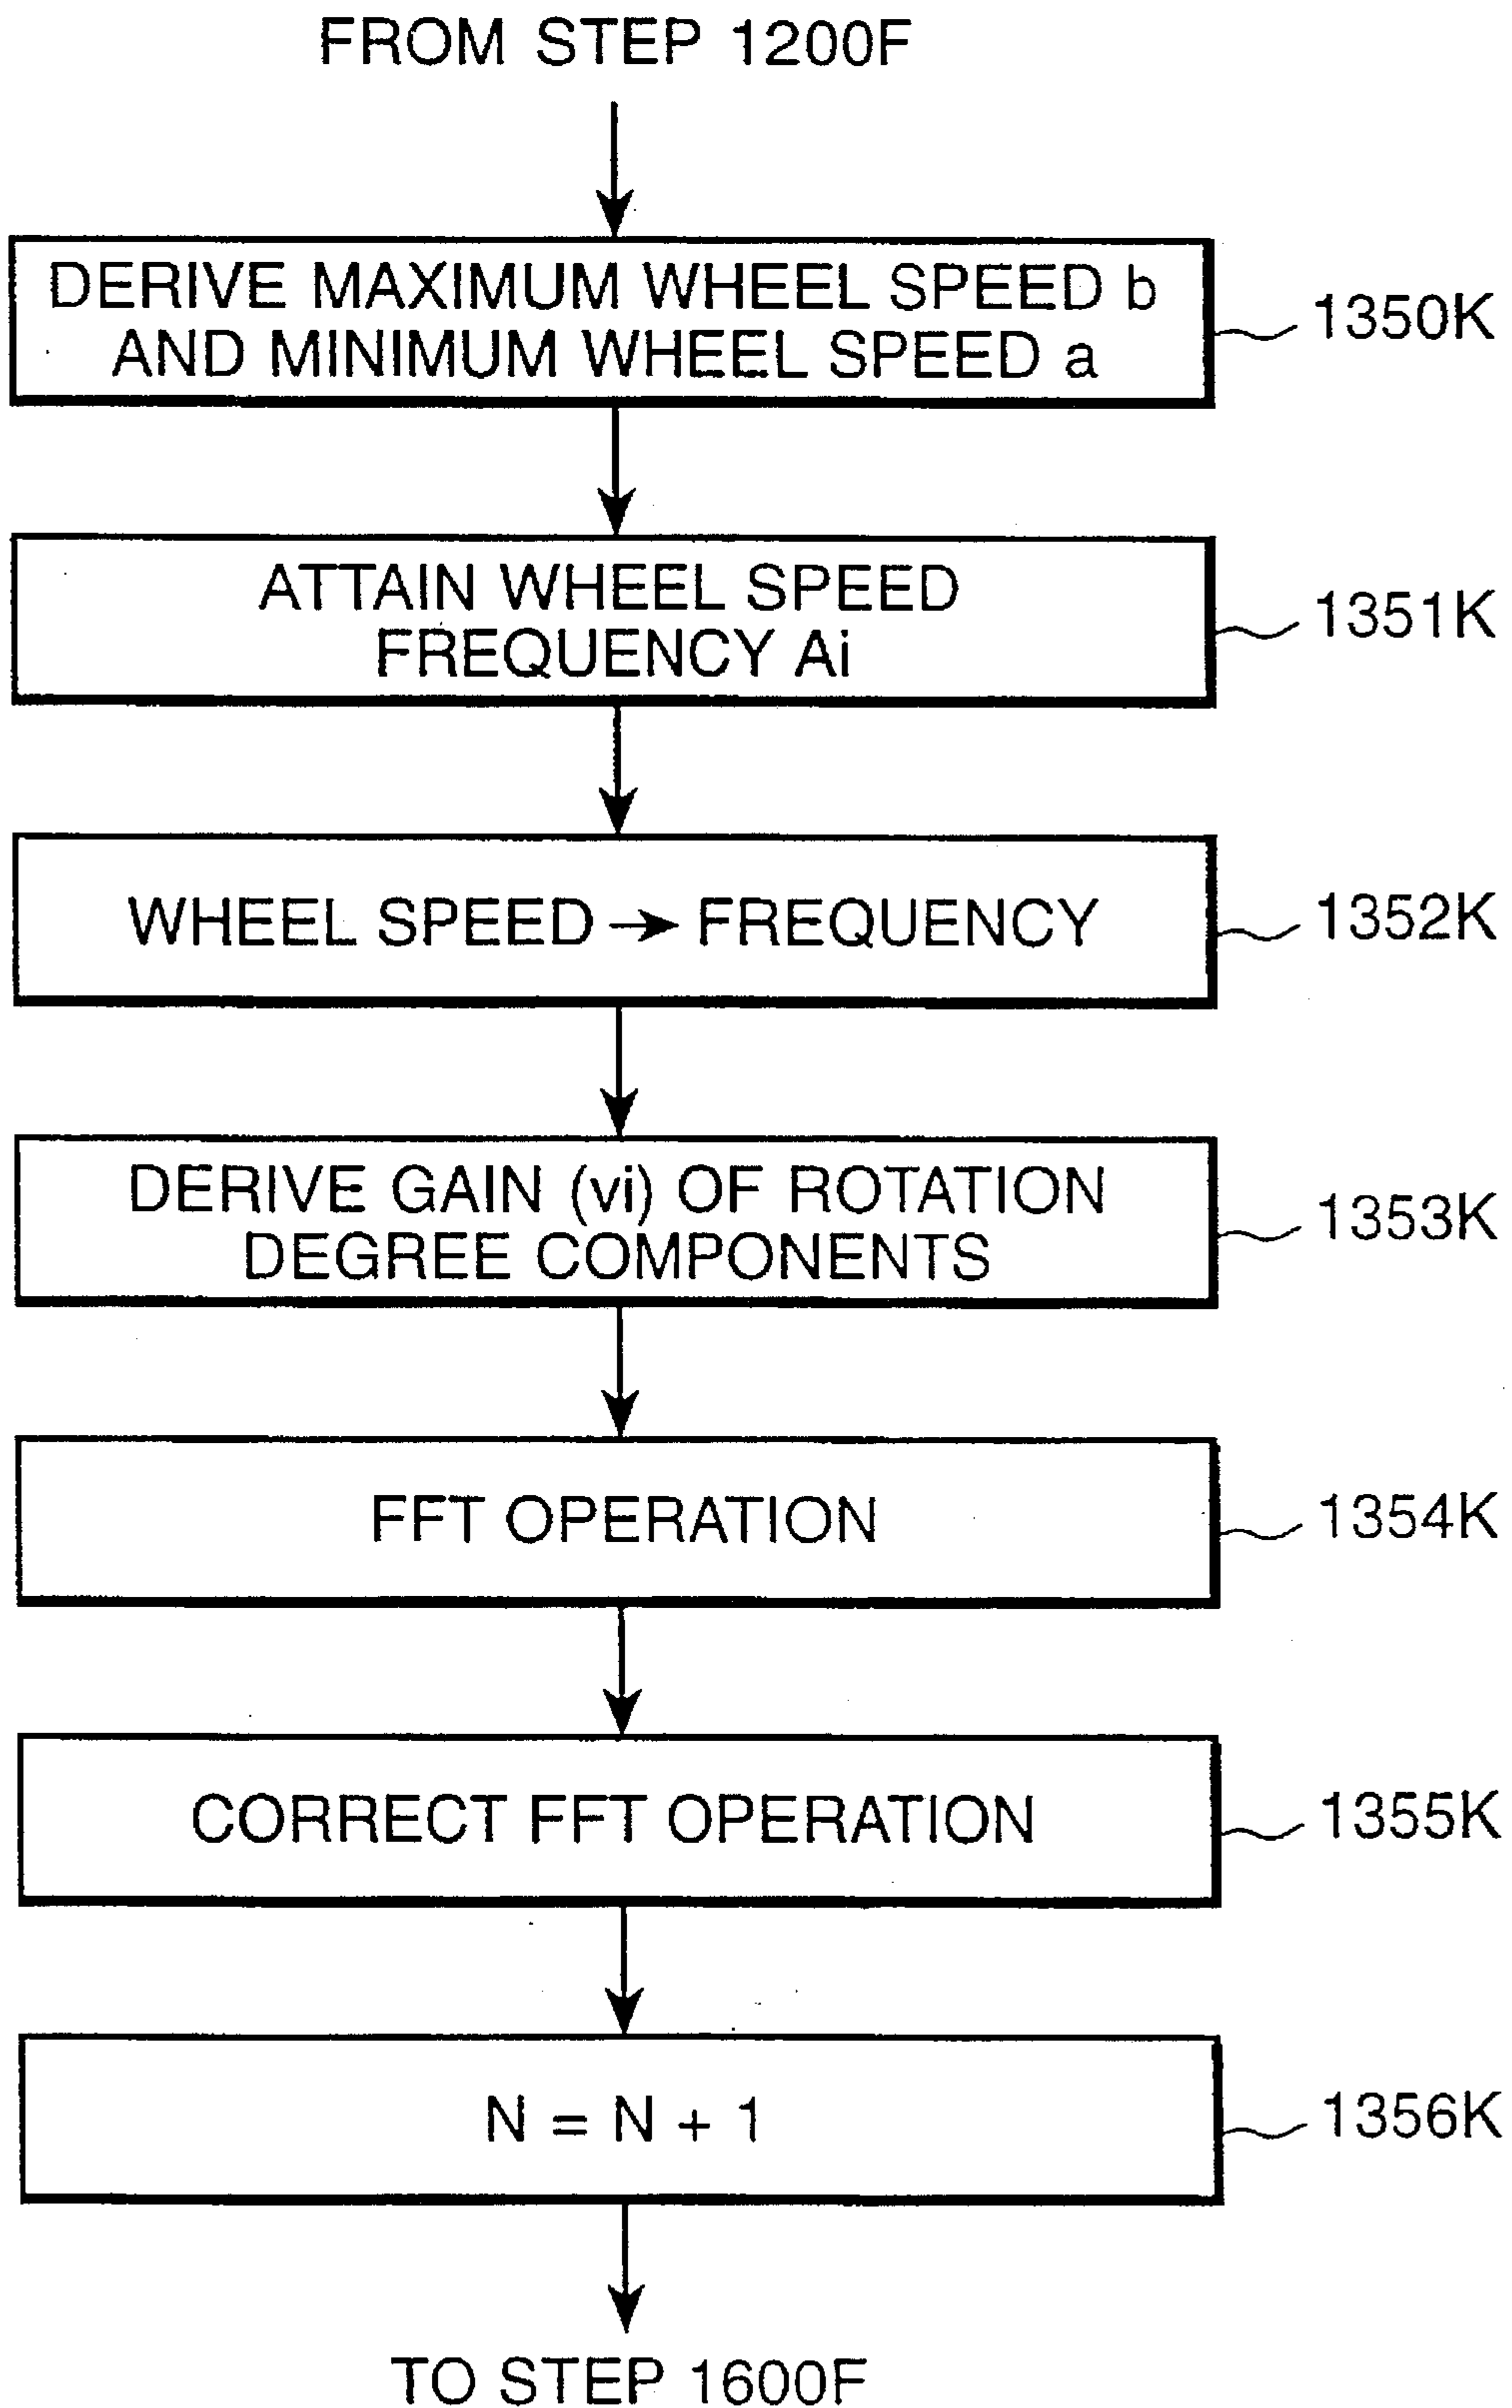 FROM STEP 1200F
DERIVE MAXIMUM WHEEL SPEED b
AND MINIMUM WHEEL SPEED a
1350K
ATTAIN WHEEL SPEED
FREQUENCY Ai
1351K
WHEEL SPEED → FREQUENCY
1352K
DERIVE GAIN (vi) OF ROTATION
DEGREE COMPONENTS
1353K
FFT OPERATION
1354K
CORRECT FFT OPERATION
1355K
N = N + 1
1356K
TO STEP 1600F